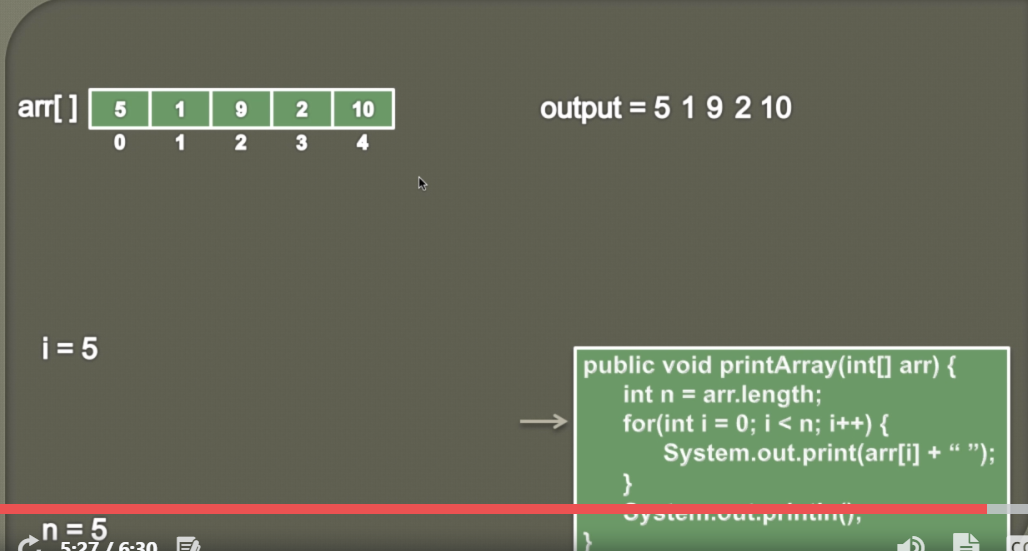 arr[ ] 5 1 9 2 10
0 1 2 3 4
output = 5 1 9 2 10
i = 5
n = 5
public void printArray(int[] arr) {
int n = arr.length;
for(int i = 0; i < n; i++) {
System.out.print(arr[i] + “ ”);
}
System.out.println();
}
5:27 / 6:30